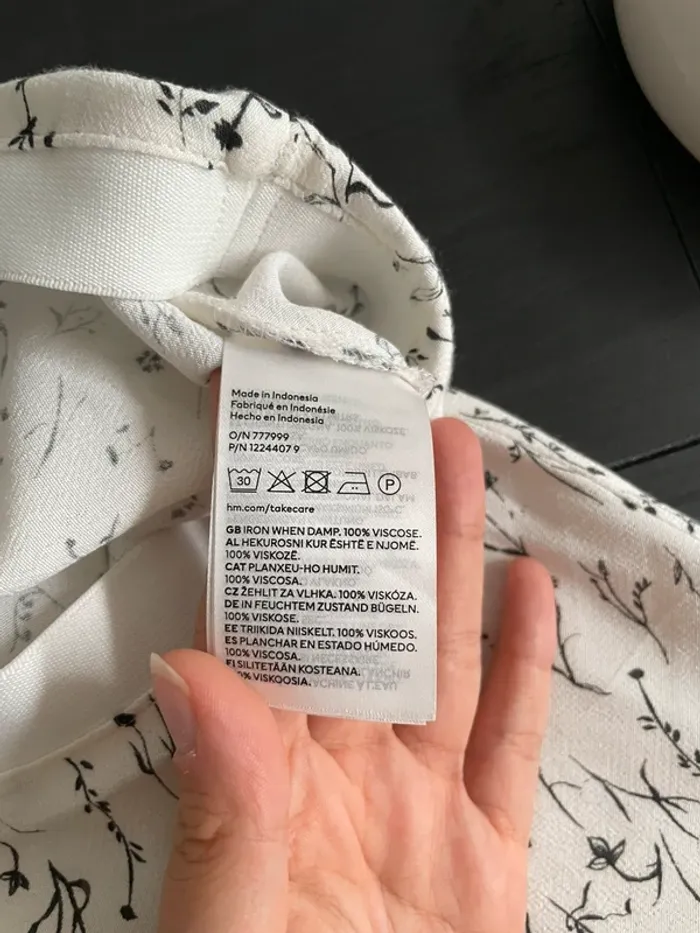 Made in Indonesia
Fabriqué en Indonésie
Hecho en Indonesia
O/N 777999
P/N 1224407 9
30
P
hm.com/takecare
GB IRON WHEN DAMP. 100% VISCOSE.
AL HEKUROSNI KUR ËSHTË E NJOMË.
100% VISKOZË.
CAT PLANXEU-HO HUMIT.
100% VISCOSA.
CZ ŽEHLIT ZA VLHKA. 100% VISKÓZA.
DE IN FEUCHTEM ZUSTAND BÜGELN.
100% VISKOSE.
EE TRIIKIDA NIISKELT. 100% VISKOOS.
ES PLANCHAR EN ESTADO HÚMEDO.
100% VISCOSA.
FI SILITETÄÄN KOSTEANA.
% VISKOOSIA.